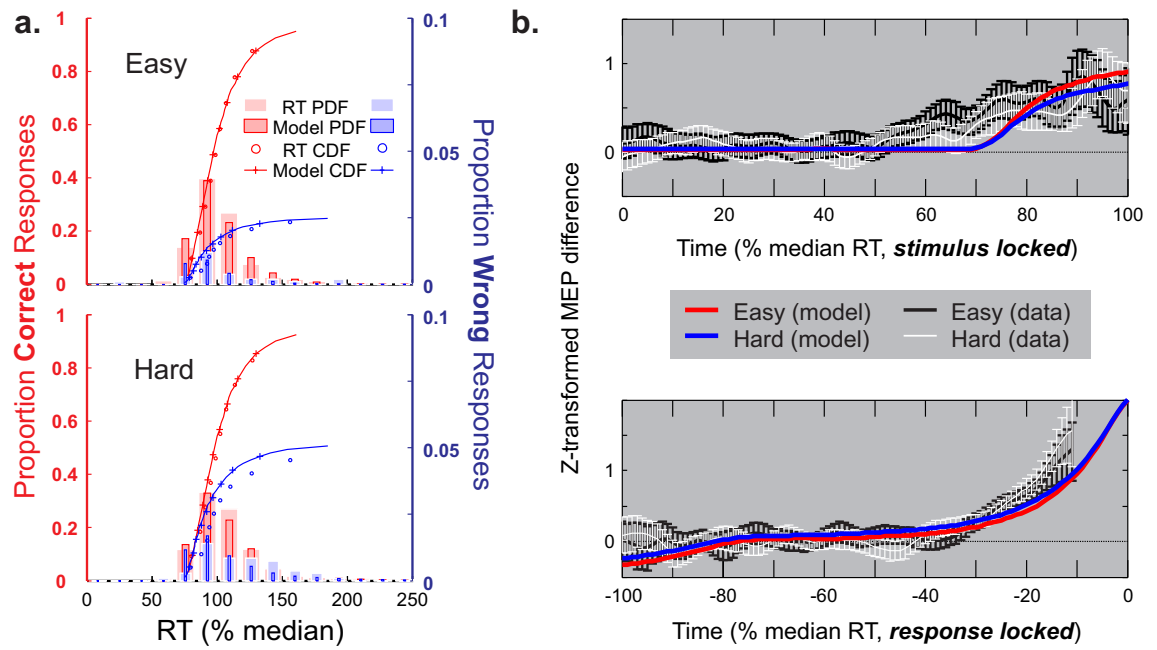 a.
Proportion Correct Responses
1
0.8
0.6
0.4
0.2
0
Easy
0.1
0.05
0
RT PDF
Model PDF
RT CDF
Model CDF
Proportion Wrong Responses
1
0.8
0.6
0.4
0.2
0
Hard
0.1
0.05
0
0 50 100 150 200 250
RT (% median)
b.
Z-transformed MEP difference
1
0
0 20 40 60 80 100
Time (% median RT, stimulus locked)
Easy (model) Easy (data)
Hard (model) Hard (data)
1
0
-100 -80 -60 -40 -20 0
Time (% median RT, response locked)